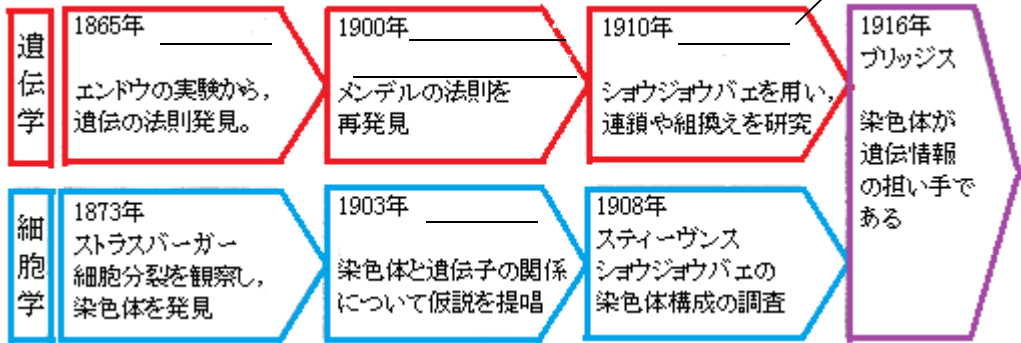 遺伝学
1865年
エンドウの実験から,
遺伝の法則発見。
1900年
メンデルの法則を
再発見
1910年
ショウジョウバエを用い,
連鎖や組換えを研究
細胞学
1873年
ストラスバーガー
細胞分裂を観察し,
染色体を発見
1903年
染色体と遺伝子の関係
について仮説を提唱
1908年
スティーヴンス
ショウジョウバエの
染色体構成の調査
1916年
ブリッジス
染色体が
遺伝情報
の担い手で
ある